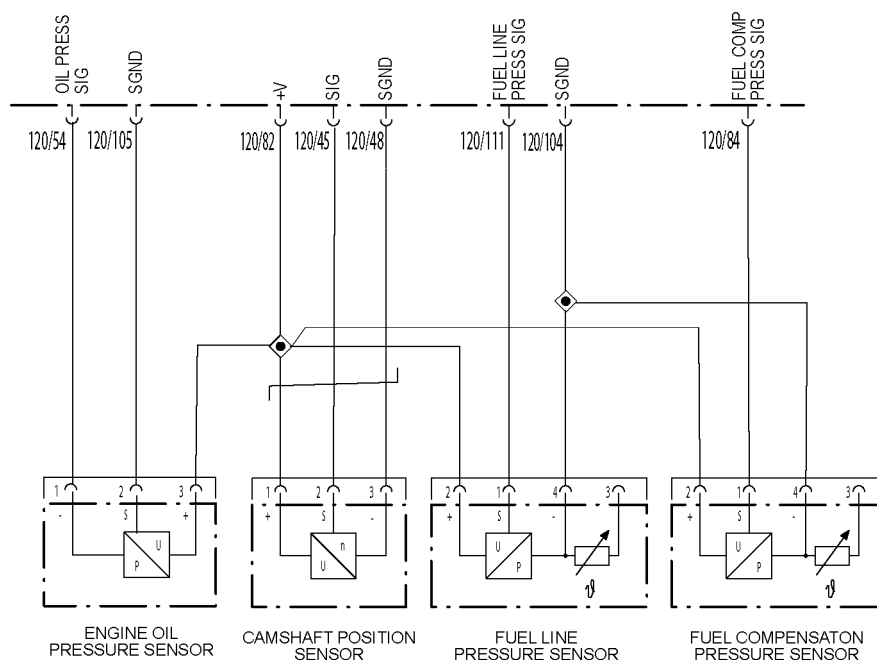 OIL PRESS
SIG
SGND
+V
SIG
SGND
FUEL LINE
PRESS SIG
SGND
FUEL COMP
PRESS SIG
120/54
120/105
120/82
120/45
120/48
120/111
120/104
120/84
1 2 3
1 2 3
2 1 4 3
2 1 4 3
- S +
+ S -
+ S -
+ S -
U
P
n
U
U
P
U
P
ϑ
ϑ
ENGINE OIL
PRESSURE SENSOR
CAMSHAFT POSITION
SENSOR
FUEL LINE
PRESSURE SENSOR
FUEL COMPENSATON
PRESSURE SENSOR